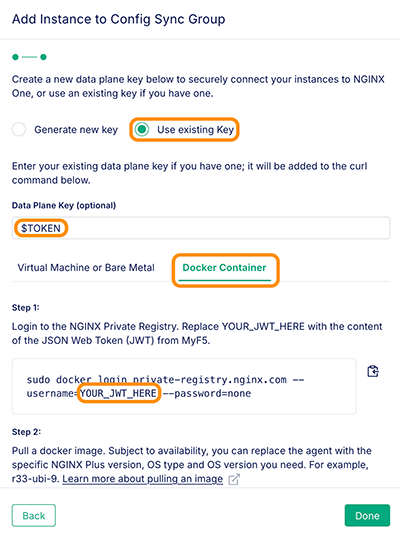 Add Instance to Config Sync Group
Create a new data plane key below to securely connect your instances to NGINX
One, or use an existing key if you have one.
Generate new key
Use existing Key
Enter your existing data plane key if you have one; it will be added to the curl
command below.
Data Plane Key (optional)
$TOKEN
Virtual Machine or Bare Metal
Docker Container
Step 1:
Login to the NGINX Private Registry. Replace YOUR_JWT_HERE with the content
of the JSON Web Token (JWT) from MyF5.
sudo docker login private-registry.nginx.com --
username=YOUR_JWT_HERE --password=none
Step 2:
Pull a docker image. Subject to availability, you can replace the agent with the
specific NGINX Plus version, OS type and OS version you need. For example,
r33-ubi-9. Learn more about pulling an image
Back
Done